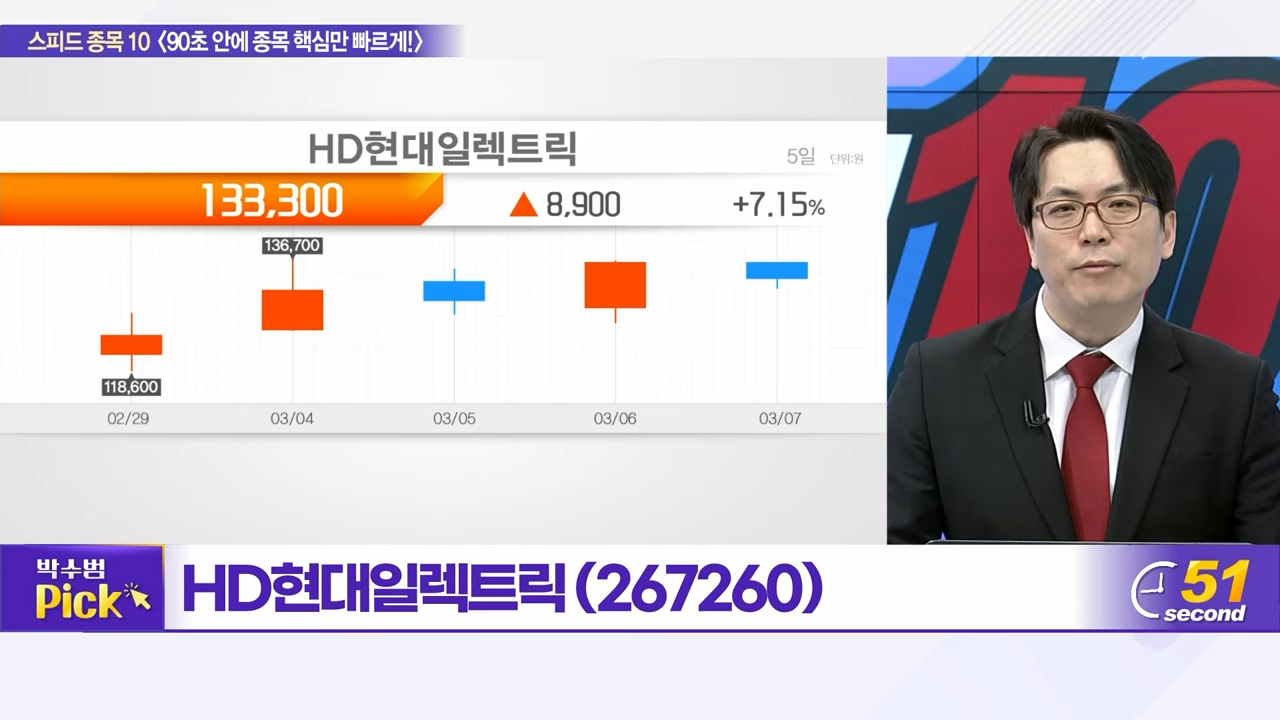 스피드 종목 10 〈90초 안에 종목 핵심만 빠르게!〉
HD현대일렉트릭
5일 단위:원
133,300 ▲ 8,900 +7.15%
136,700
118,600
02/29 03/04 03/05 03/06 03/07
10
박수범
Pick
HD현대일렉트릭 (267260)
51
second